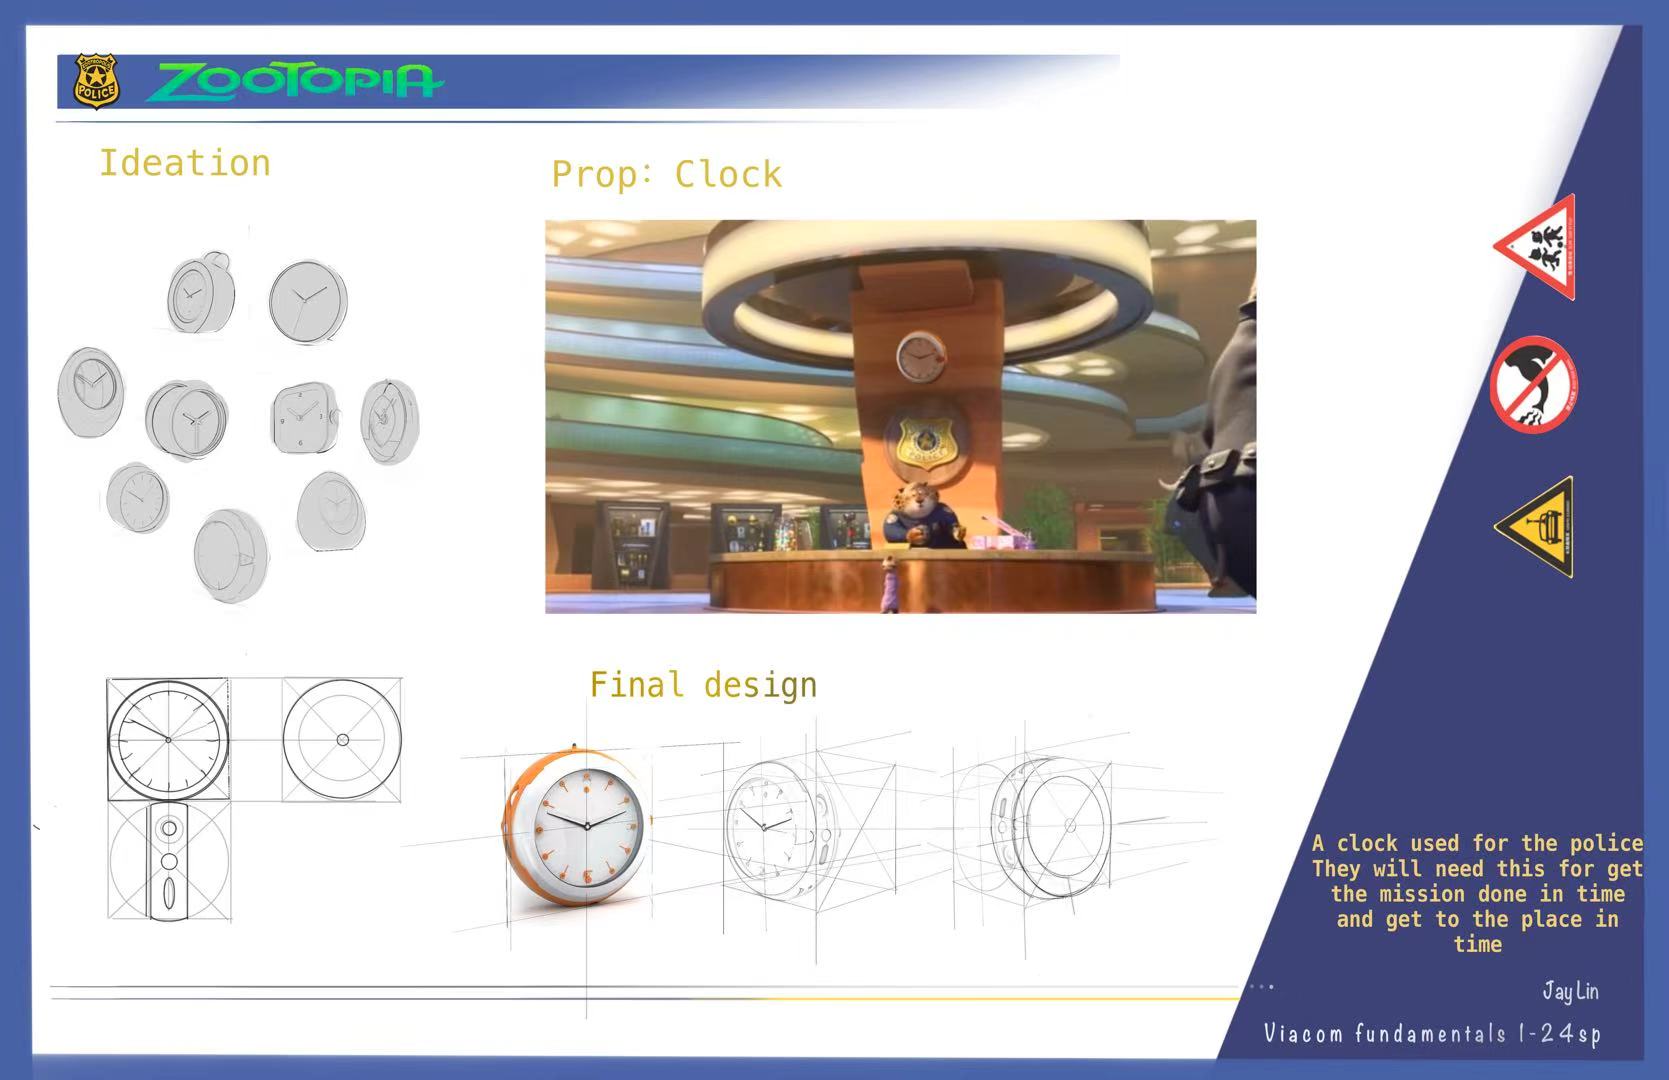 POLICE
ZOOTOPIA
Ideation
Prop: Clock
POLICE
Final design
A clock used for the police
They will need this for get
the mission done in time
and get to the place in
time
Jay Lin
Viacom fundamentals 1-24sp